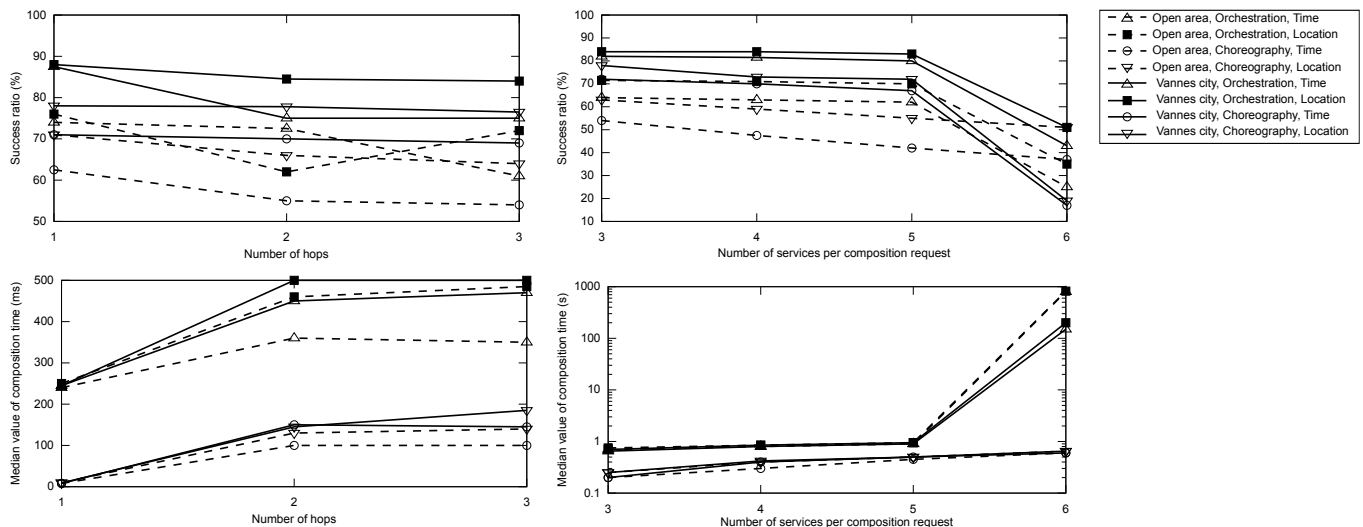 100
90
80
70
60
50
1
2
3
Success ratio (%)
Number of hops
100
90
80
70
60
50
40
30
20
10
3
4
5
6
Success ratio (%)
Number of services per composition request
Open area, Orchestration, Time
Open area, Orchestration, Location
Open area, Choreography, Time
Open area, Choreography, Location
Vannes city, Orchestration, Time
Vannes city, Orchestration, Location
Vannes city, Choreography, Time
Vannes city, Choreography, Location
500
400
300
200
100
0
1
2
3
Median value of composition time (ms)
Number of hops
1000
100
10
1
0.1
3
4
5
6
Median value of composition time (s)
Number of services per composition request